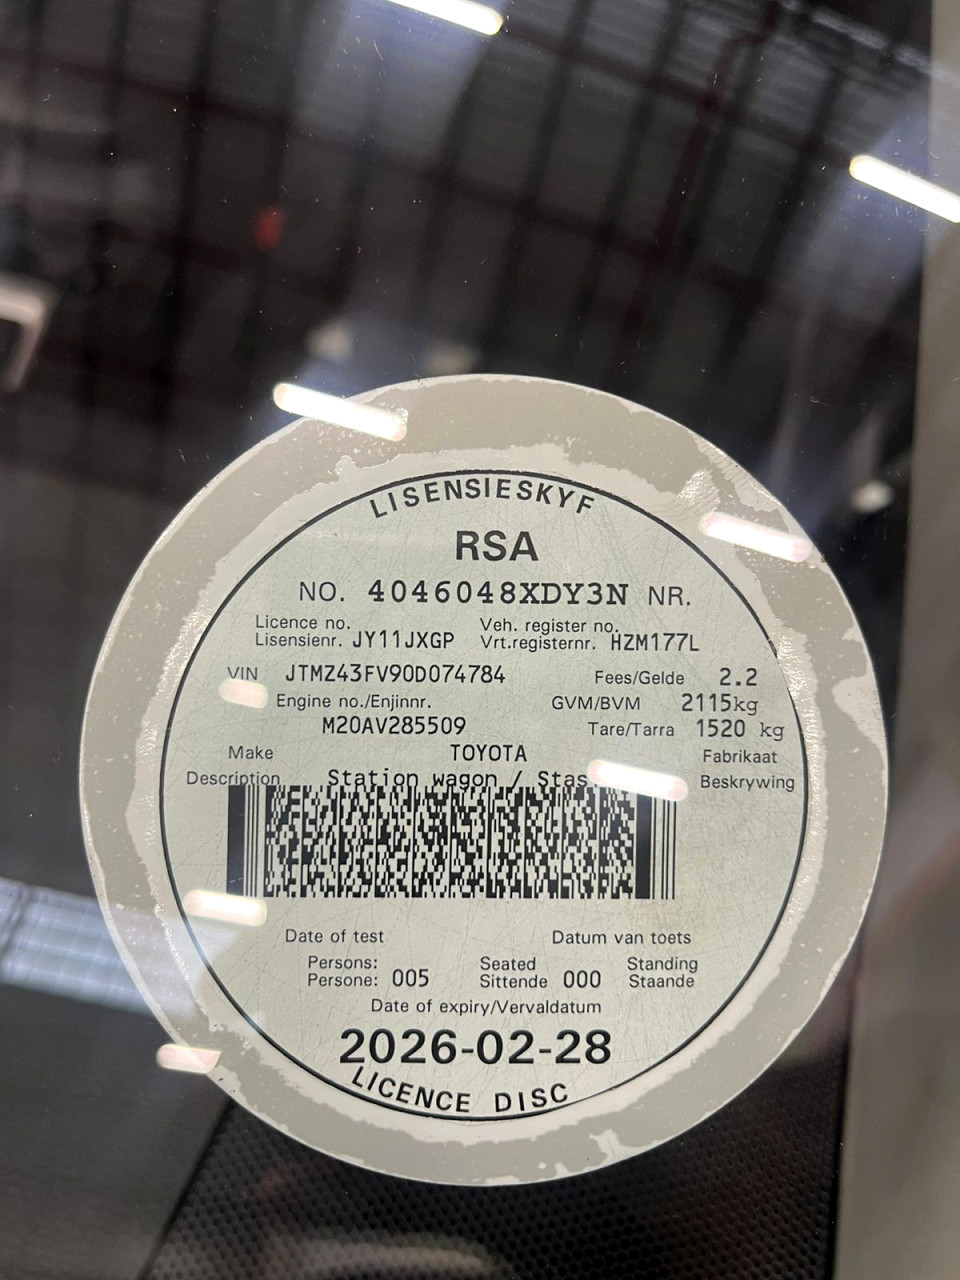 LISENSIESKYF
RSA
NO. 4046048XDY3N NR.
Licence no. Veh. register no.
Lisensienr. JY11JXGP Vrt.registernr. HZM177L
VIN JTMZ43FV90D074784 Fees/Gelde 2.2
Engine no./Enjinnr. GVM/BVM 2115kg
M20AV285509 Tare/Tarra 1520 kg
Make TOYOTA Fabrikaat
Description Station wagon / Stas Beskrywing
Date of test Datum van toets
Persons: Seated Standing
Persone: 005 Sittende 000 Staande
Date of expiry/Vervaldatum
2026-02-28
LICENCE DISC